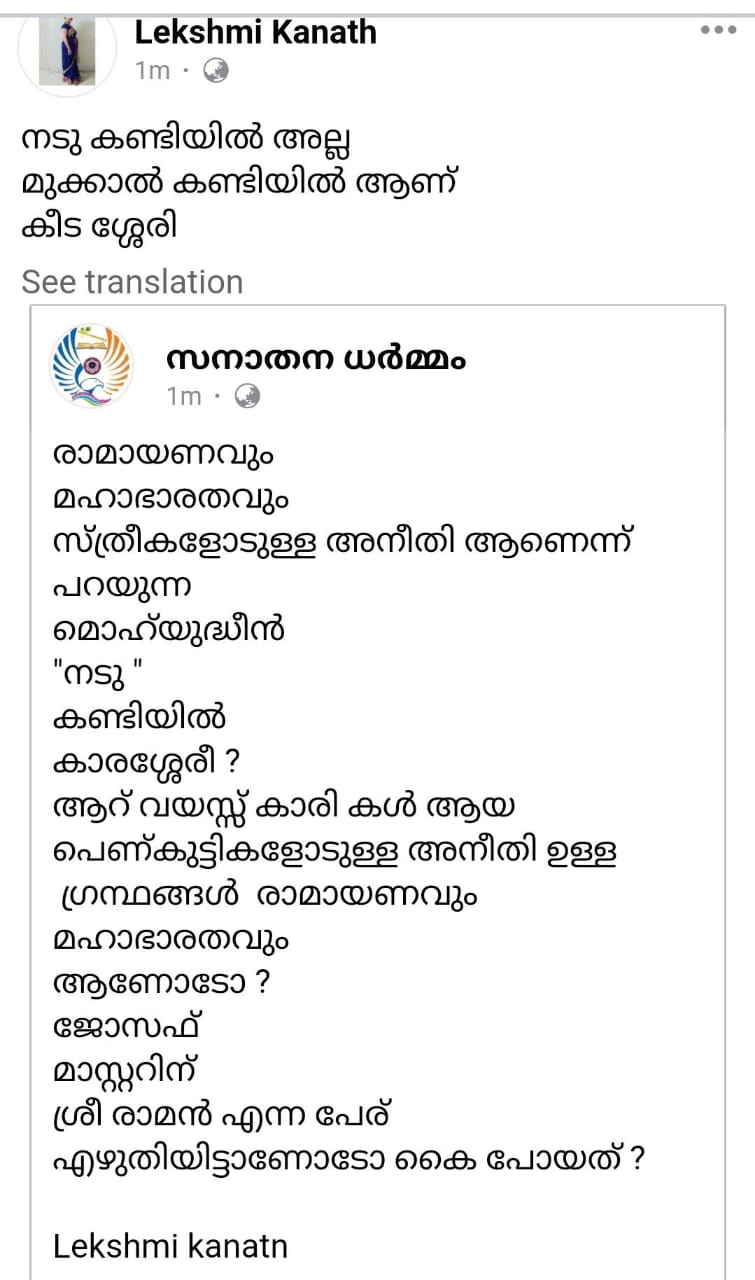 Lekshmi Kanath
1m
നടു കണ്ടിയിൽ അല്ല
മുക്കാൽ കണ്ടിയിൽ ആണ്
കീട ശ്ശേരി
See translation
സനാതന ധർമ്മം
1m
രാമായണവും
മഹാഭാരതവും
സ്ത്രീകളോടുള്ള അനീതി ആണെന്ന്
പറയുന്ന
മൊഹ്‌യുദ്ധീൻ
"നടു "
കണ്ടിയിൽ
കാരശ്ശേരീ ?
ആറ് വയസ്സ് കാരി കൾ ആയ
പെണ്കുട്ടികളോടുള്ള അനീതി ഉള്ള
ഗ്രന്ഥങ്ങൾ രാമായണവും
മഹാഭാരതവും
ആണോടോ ?
ജോസഫ്
മാസ്റ്ററിന്
ശ്രീ രാമൻ എന്ന പേര്
എഴുതിയിട്ടാണോടോ കൈ പോയത് ?
Lekshmi kanatn